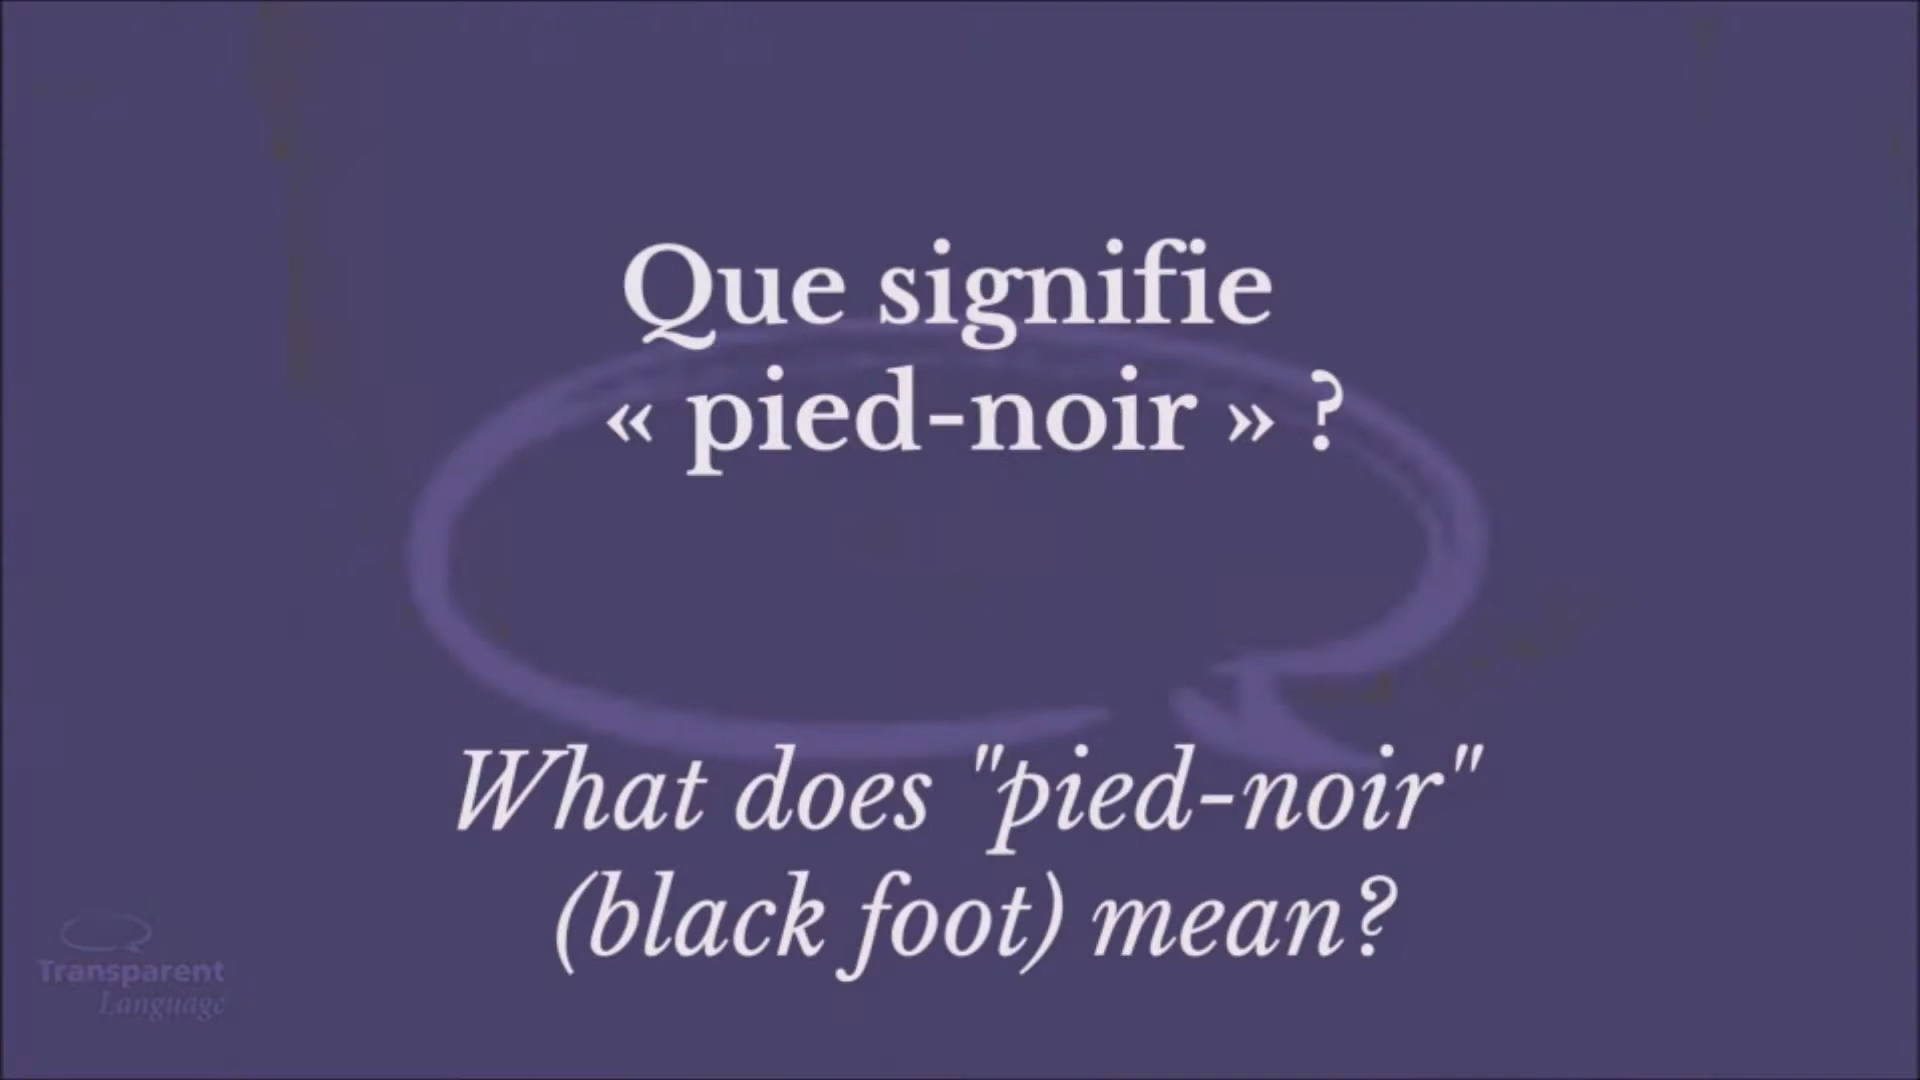 Que signifie
« pied-noir » ?
What does "pied-noir"
(black foot) mean?
Transparent
Language